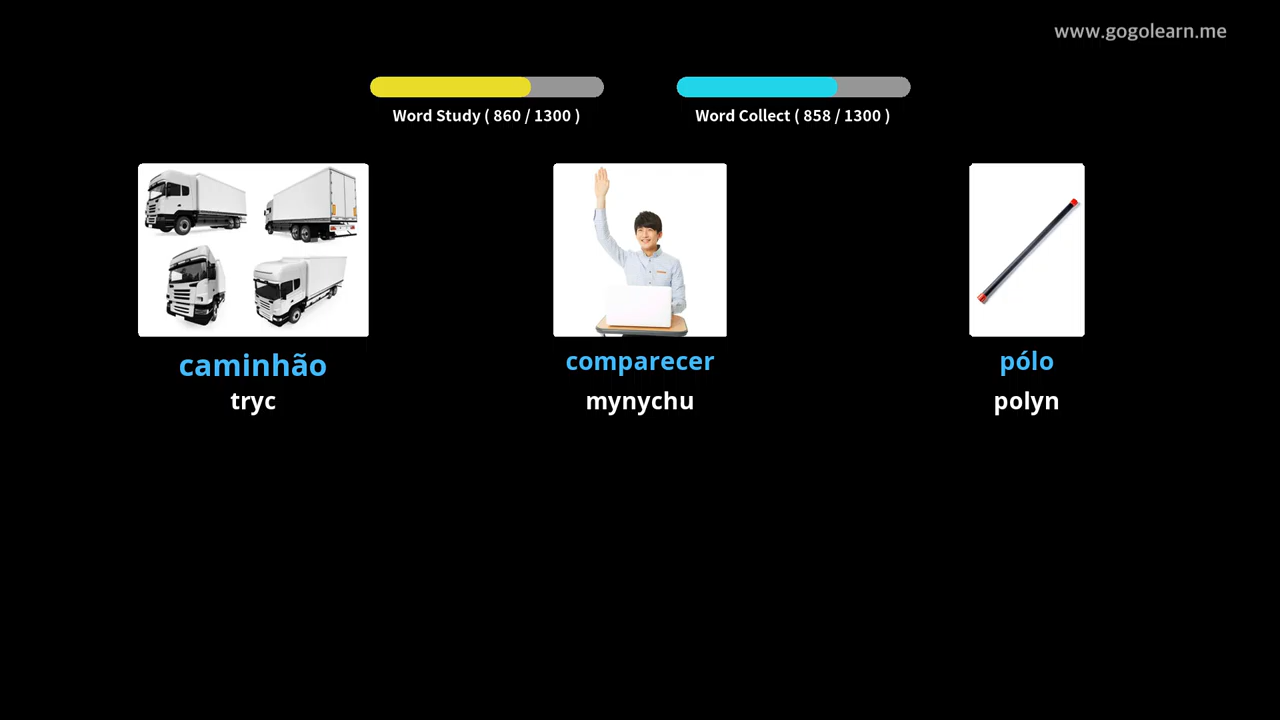 www.gogolearn.me
Word Study ( 860 / 1300 )
Word Collect ( 858 / 1300 )
caminhão
comparecer
pólo
tryc
mynychu
polyn